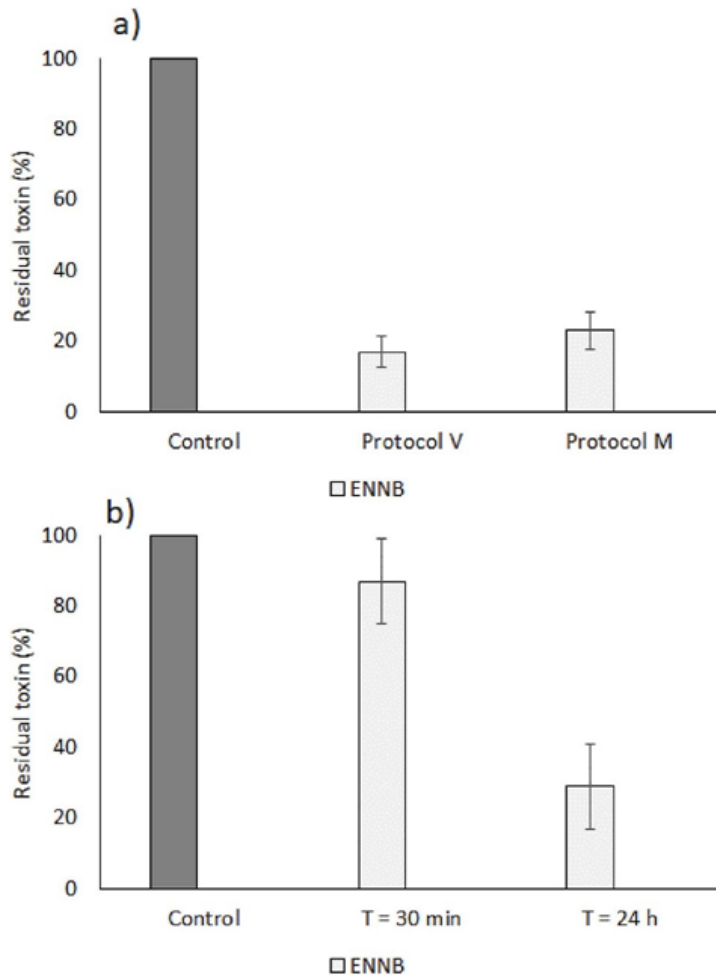 a)
Residual toxin (%)
100
80
60
40
20
0
Control Protocol V Protocol M
ENNB
b)
Residual toxin (%)
100
80
60
40
20
0
Control T = 30 min T = 24 h
ENNB